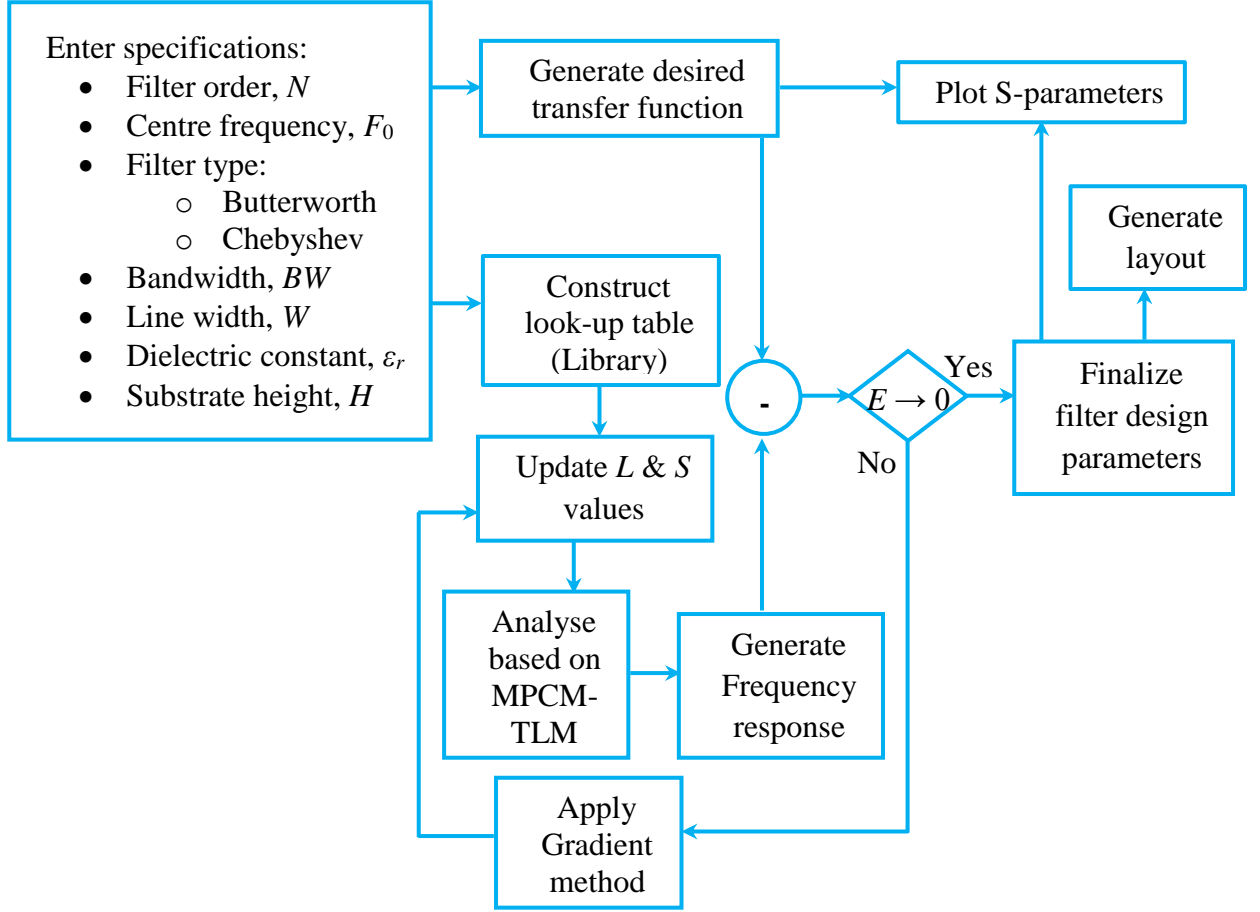 Enter specifications:
• Filter order, N
• Centre frequency, F0
• Filter type:
o Butterworth
o Chebyshev
• Bandwidth, BW
• Line width, W
• Dielectric constant, εr
• Substrate height, H
Generate desired
transfer function
Plot S-parameters
Generate
layout
Construct
look-up table
(Library)
-
E → 0
Yes
No
Finalize
filter design
parameters
Update L & S
values
Analyse
based on
MPCM-
TLM
Generate
Frequency
response
Apply
Gradient
method